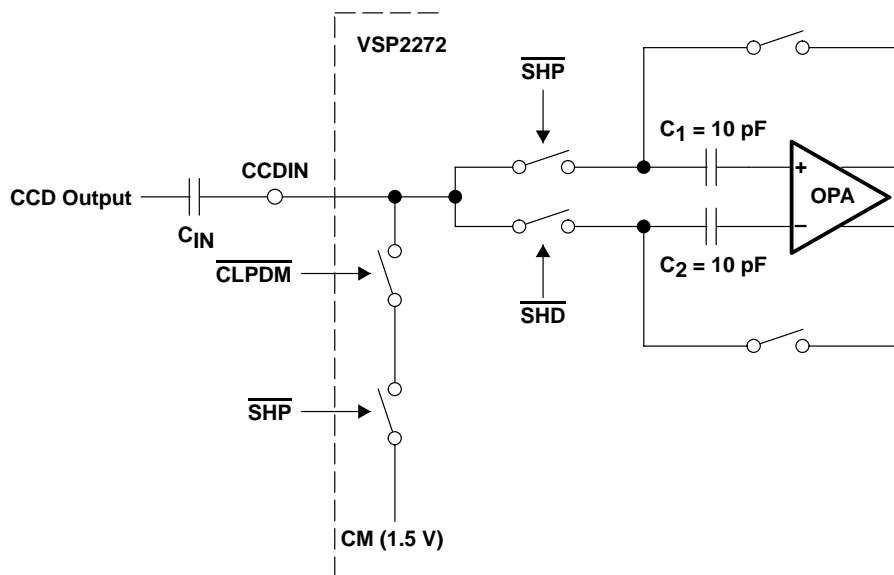 VSP2272
SHP
C1 = 10 pF
CCDIN
CCD Output
CIN
+
OPA
−
C2 = 10 pF
CLPDM
SHD
SHP
CM (1.5 V)